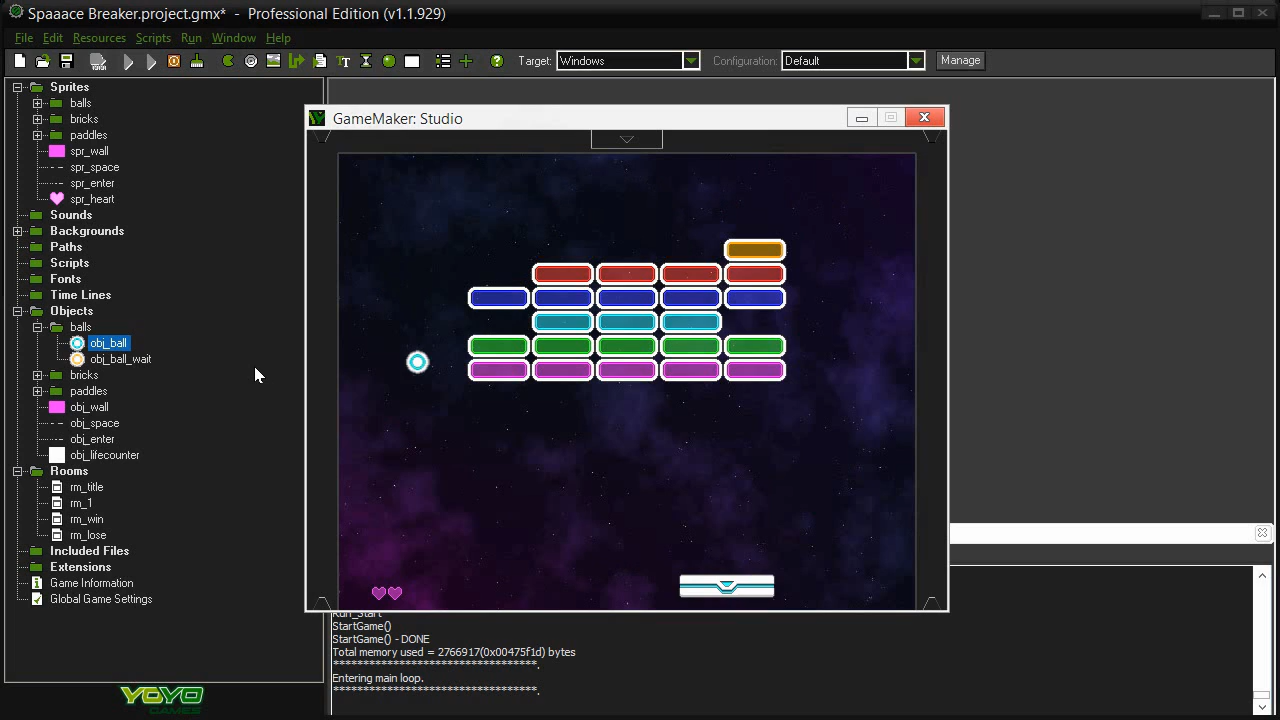 Spaaace Breaker.project.gmx* - Professional Edition (v1.1.929)
File Edit Resources Scripts Run Window Help
Target: Windows Configuration: Default Manage
Sprites
balls
bricks
paddles
spr_wall
spr_space
spr_enter
spr_heart
Sounds
Backgrounds
Paths
Scripts
Fonts
Time Lines
Objects
balls
obj_ball
obj_ball_wait
bricks
paddles
obj_wall
obj_space
obj_enter
obj_lifecounter
Rooms
rm_title
rm_1
rm_win
rm_lose
Included Files
Extensions
Game Information
Global Game Settings
YOYO
GAMES
GameMaker: Studio
Run_Start
StartGame()
StartGame() - DONE
Total memory used = 2766917(0x00475f1d) bytes
**********************************.
Entering main loop.
**********************************.